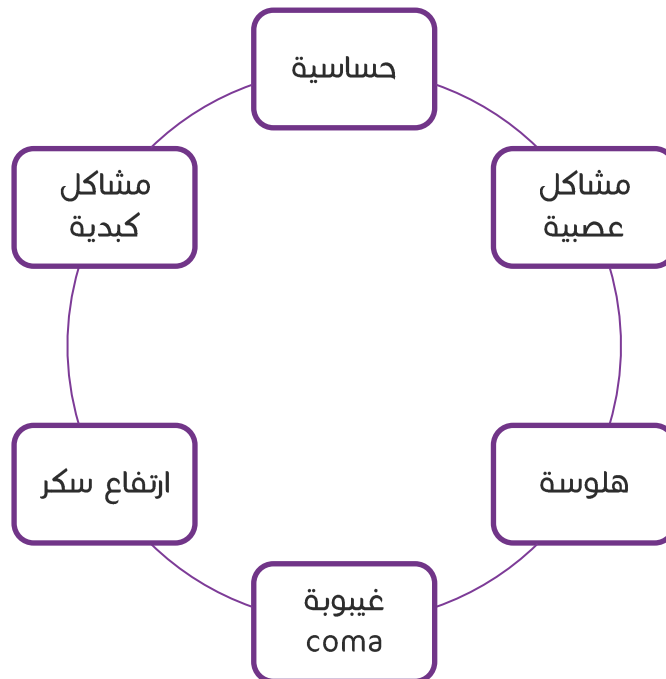 حساسية
مشاكل
عصبية
هلوسة
غيبوبة
coma
ارتفاع سكر
مشاكل
كبدية